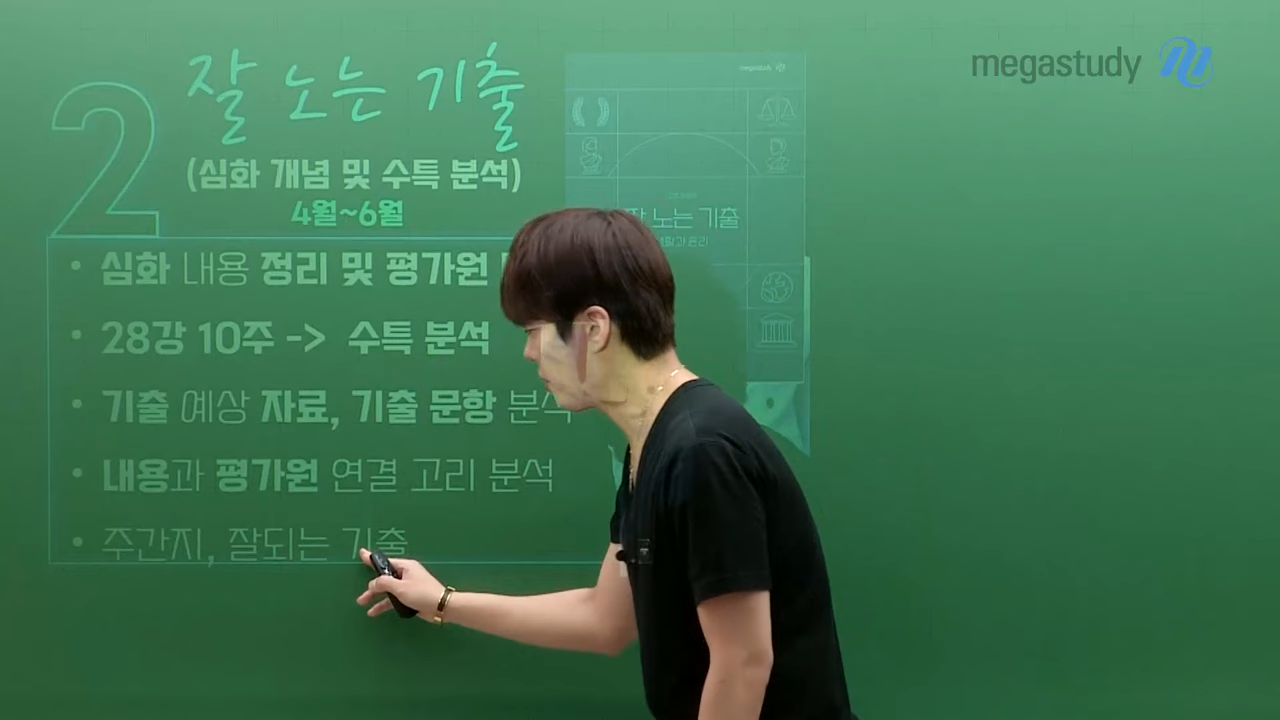 megastudy
2
잘 노는 기출
(심화 개념 및 수특 분석)
4월~6월
• 심화 내용 정리 및 평가원
• 28강 10주 -> 수특 분석
• 기출 예상 자료, 기출 문항 분석
• 내용과 평가원 연결 고리 분석
• 주간지, 잘되는 기출
잘 노는 기출